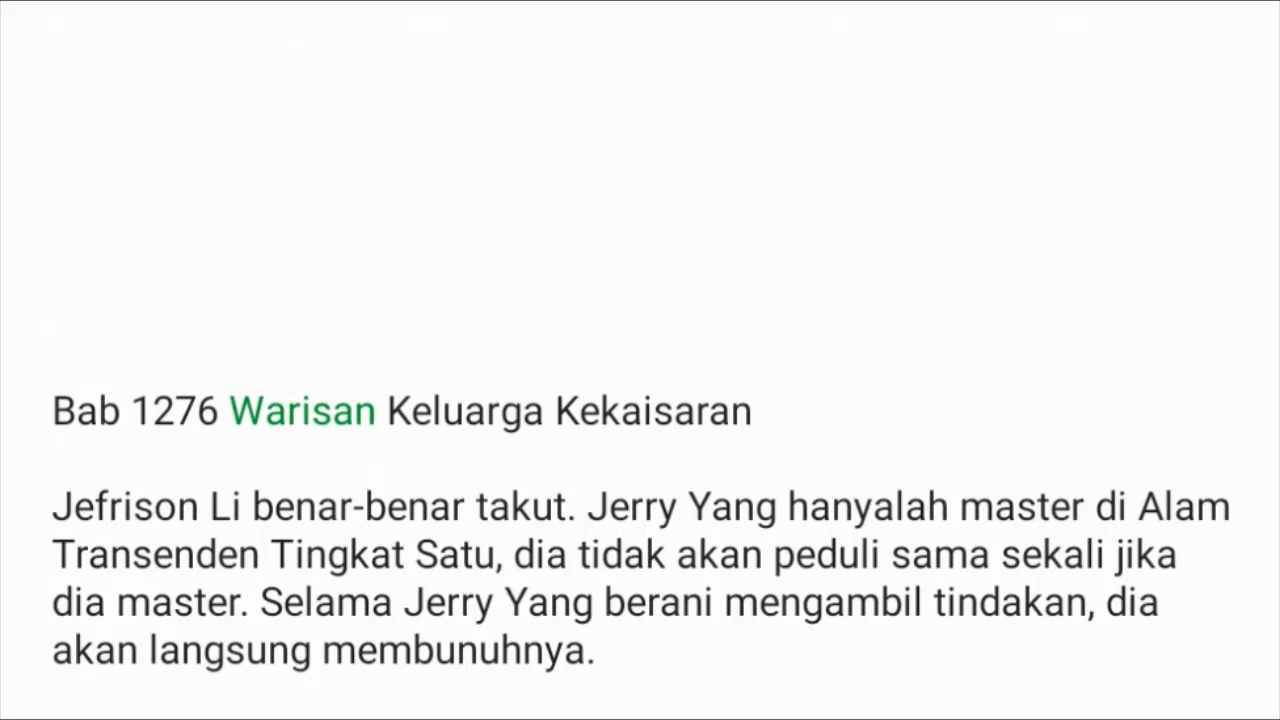 Bab 1276 Warisan Keluarga Kekaisaran
Jefrison Li benar-benar takut. Jerry Yang hanyalah master di Alam
Transenden Tingkat Satu, dia tidak akan peduli sama sekali jika
dia master. Selama Jerry Yang berani mengambil tindakan, dia
akan langsung membunuhnya.